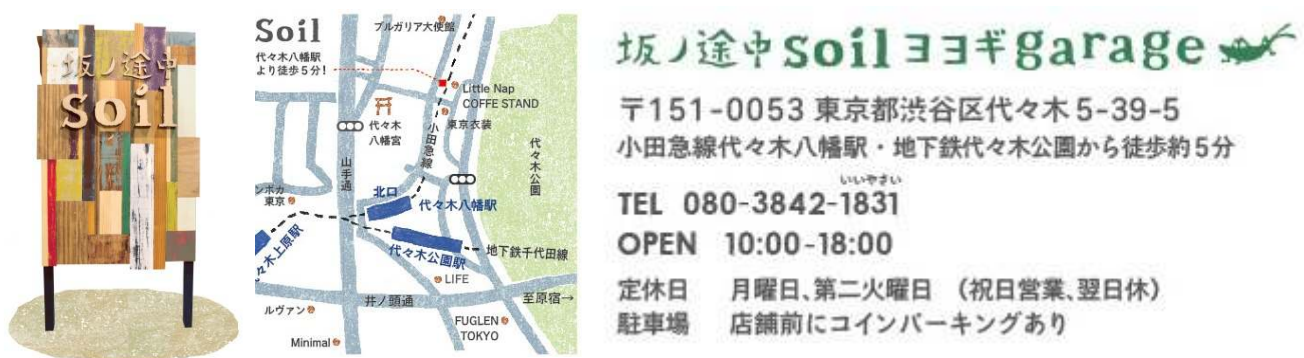 坂ノ途中
soil
Soil
代々木八幡駅
より徒歩5分!
ブルガリア大使館
Little Nap
COFFE STAND
東京衣装
代々木
八幡宮
小田急線
山手通
代々木公園
北口
代々木八幡駅
東京
代々木公園駅
地下鉄千代田線
々木上原駅
LIFE
井ノ頭通
至原宿→
ルヴァン
FUGLEN
TOKYO
Minimal
坂ノ途中soilヨヨギgarage
〒151-0053 東京都渋谷区代々木5-39-5
小田急線代々木八幡駅・地下鉄代々木公園から徒歩約5分
いいやさい
TEL 080-3842-1831
OPEN 10:00-18:00
定休日 月曜日、第二火曜日 (祝日営業、翌日休)
駐車場 店舗前にコインパーキングあり